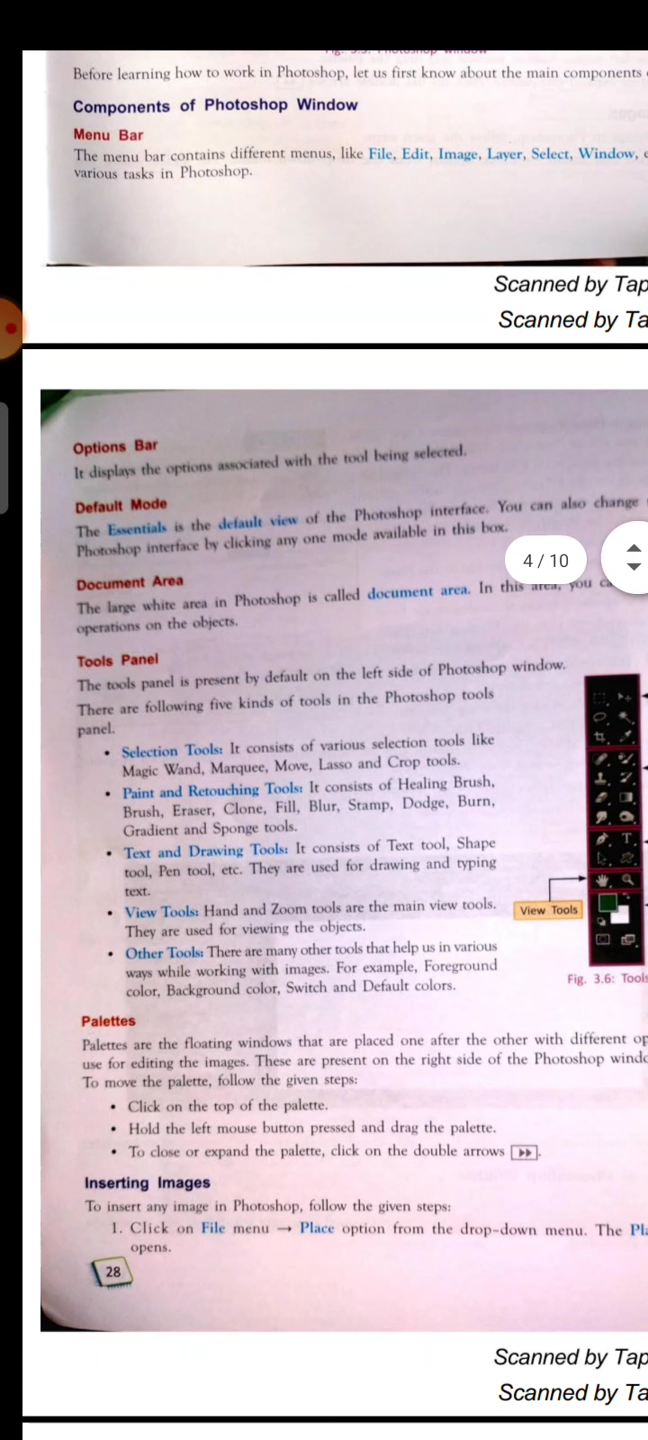 Before learning how to work in Photoshop, let us first know about the main components
Components of Photoshop Window
Menu Bar
The menu bar contains different menus, like File, Edit, Image, Layer, Select, Window,
various tasks in Photoshop.
Scanned by Tap
Scanned by Ta
Options Bar
It displays the options associated with the tool being selected.
Default Mode
The Essentials is the default view of the Photoshop interface. You can also change
Photoshop interface by clicking any one mode available in this box.
4 / 10
Document Area
The large white area in Photoshop is called document area. In this area, you
operations on the objects.
Tools Panel
The tools panel is present by default on the left side of Photoshop window.
There are following five kinds of tools in the Photoshop tools
panel.
• Selection Tools: It consists of various selection tools like
Magic Wand, Marquee, Move, Lasso and Crop tools.
• Paint and Retouching Tools: It consists of Healing Brush,
Brush, Eraser, Clone, Fill, Blur, Stamp, Dodge, Burn,
Gradient and Sponge tools.
• Text and Drawing Tools: It consists of Text tool, Shape
tool, Pen tool, etc. They are used for drawing and typing
text.
• View Tools: Hand and Zoom tools are the main view tools.
They are used for viewing the objects.
View Tools
• Other Tools: There are many other tools that help us in various
ways while working with images. For example, Foreground
color, Background color, Switch and Default colors.
Fig. 3.6: Tools
Palettes
Palettes are the floating windows that are placed one after the other with different op
use for editing the images. These are present on the right side of the Photoshop windo
To move the palette, follow the given steps:
• Click on the top of the palette.
• Hold the left mouse button pressed and drag the palette.
• To close or expand the palette, click on the double arrows
Inserting Images
To insert any image in Photoshop, follow the given steps:
1. Click on File menu → Place option from the drop-down menu. The Pla
opens.
28
Scanned by Tap
Scanned by Ta